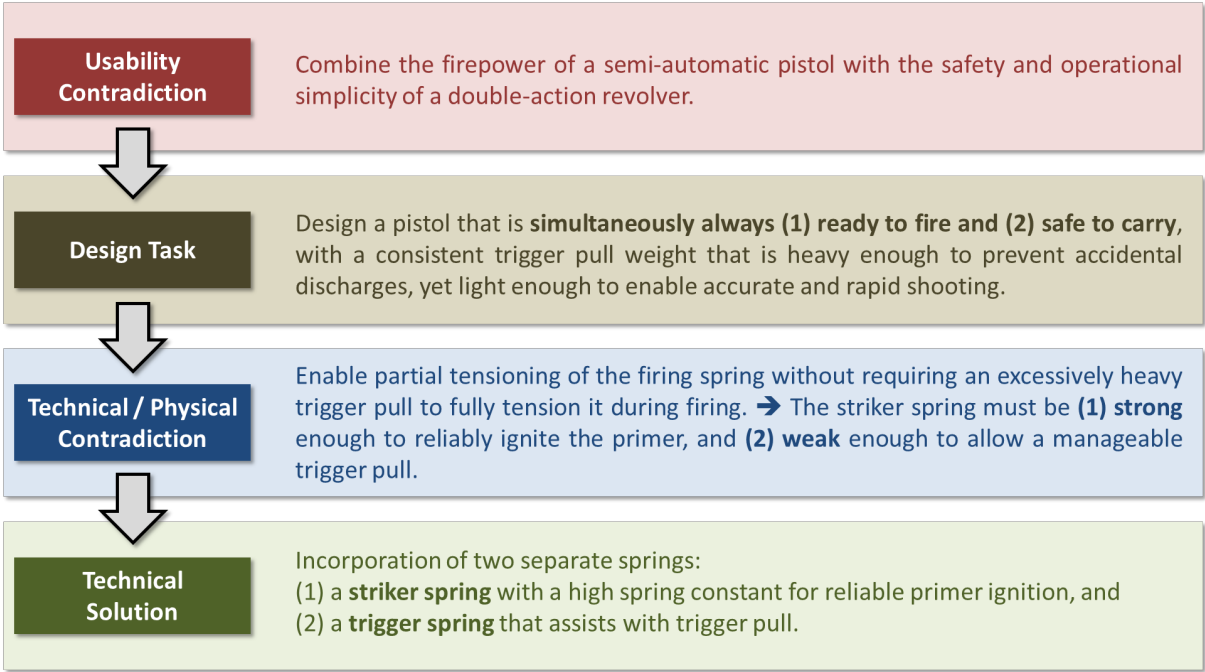 Usability
Contradiction
Combine the firepower of a semi-automatic pistol with the safety and operational
simplicity of a double-action revolver.
Design Task
Design a pistol that is simultaneously always (1) ready to fire and (2) safe to carry,
with a consistent trigger pull weight that is heavy enough to prevent accidental
discharges, yet light enough to enable accurate and rapid shooting.
Technical / Physical
Contradiction
Enable partial tensioning of the firing spring without requiring an excessively heavy
trigger pull to fully tension it during firing. ➔ The striker spring must be (1) strong
enough to reliably ignite the primer, and (2) weak enough to allow a manageable
trigger pull.
Technical
Solution
Incorporation of two separate springs:
(1) a striker spring with a high spring constant for reliable primer ignition, and
(2) a trigger spring that assists with trigger pull.